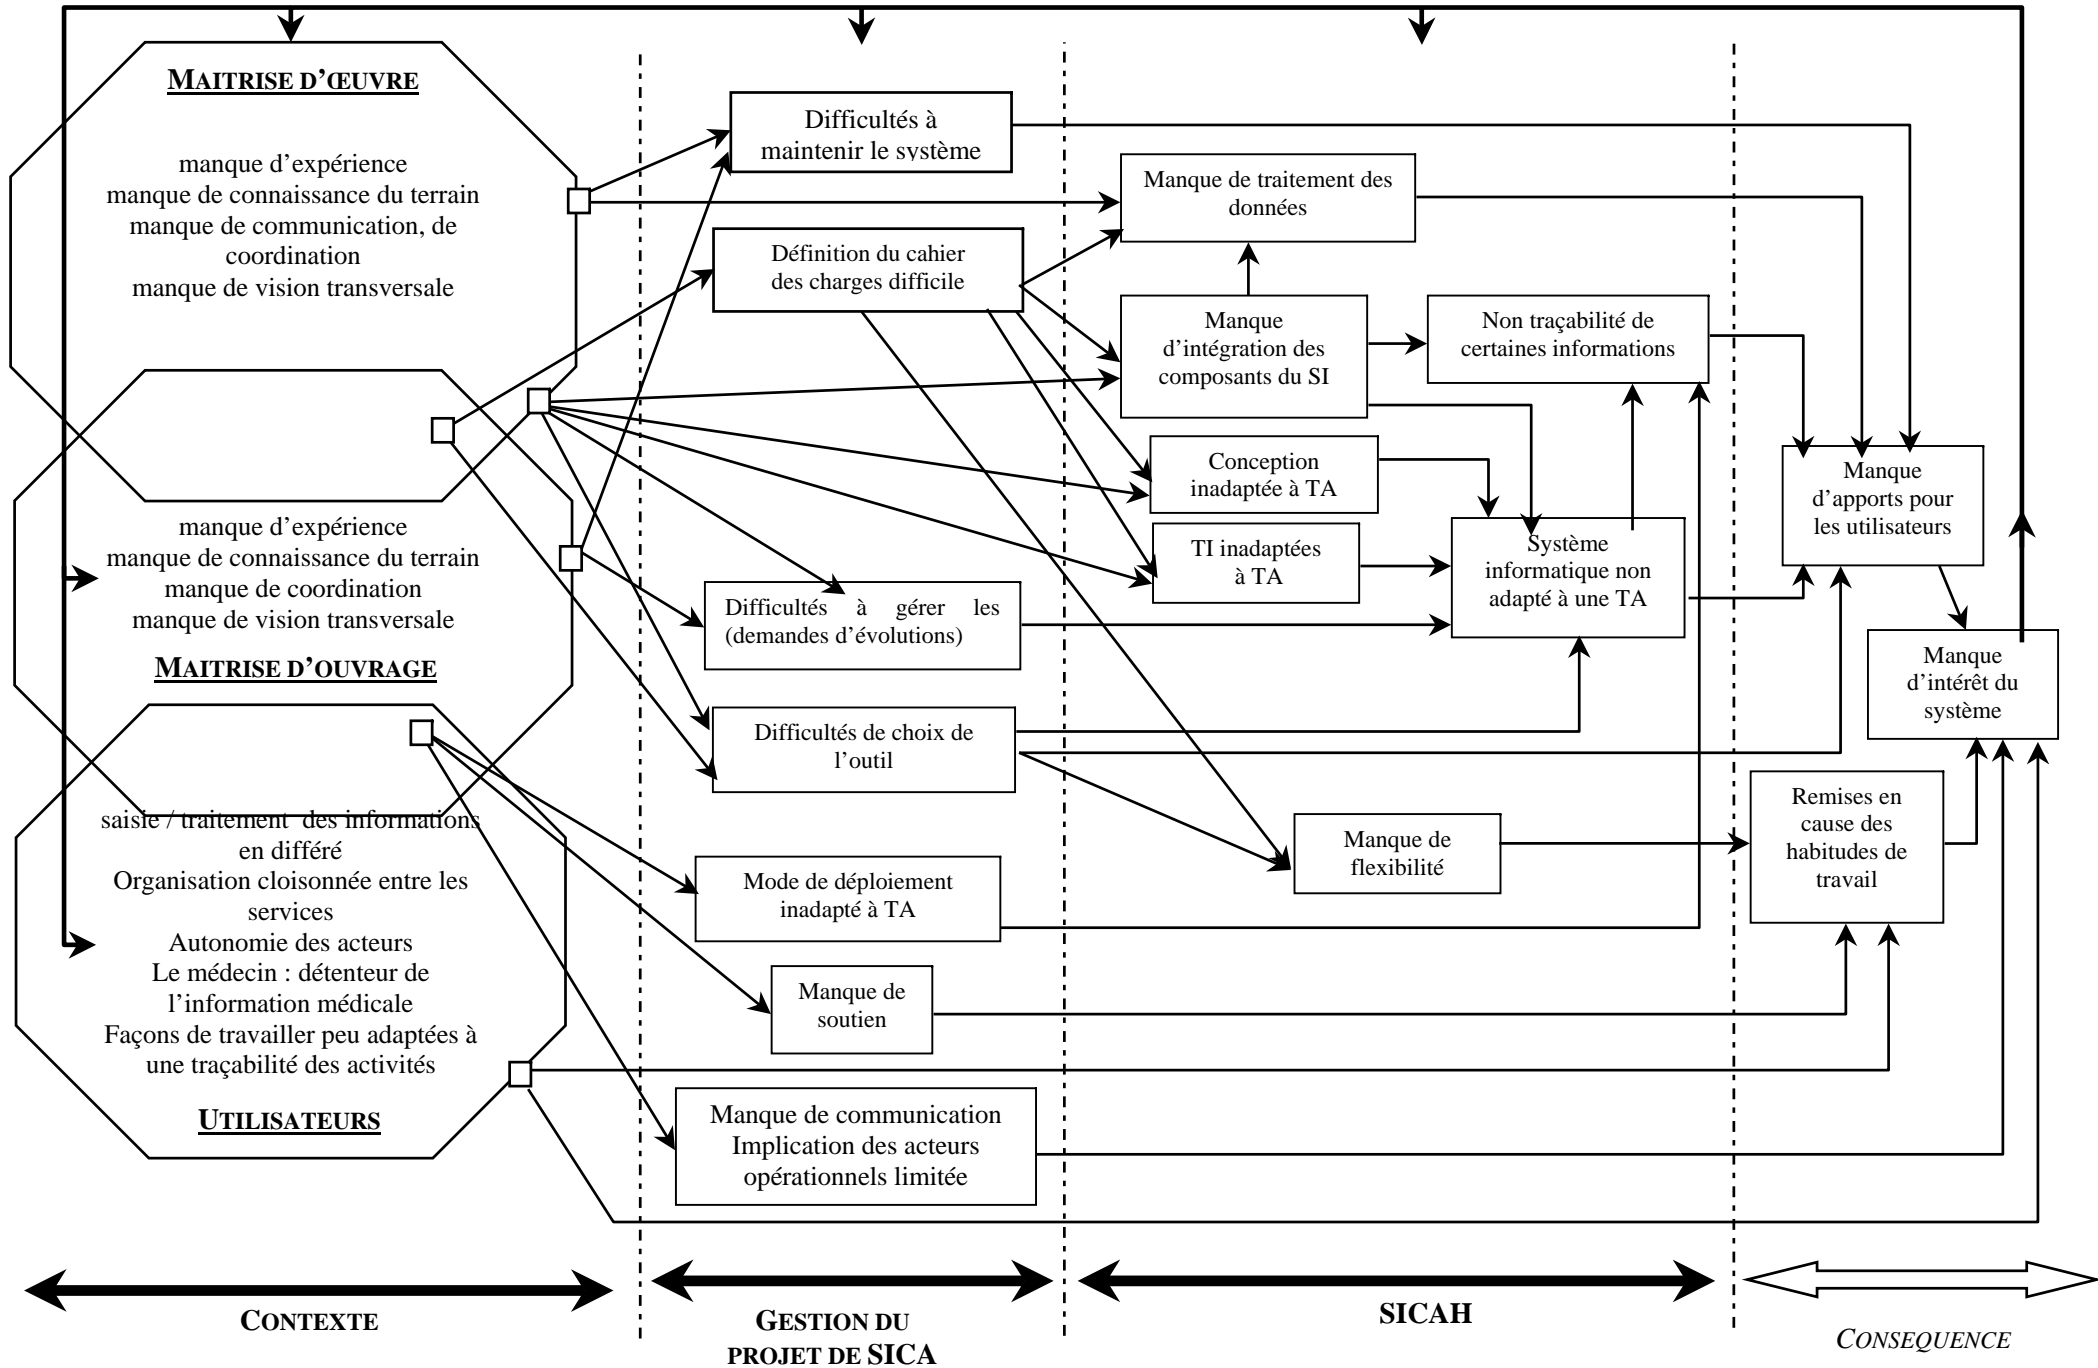 MAITRISE D'ŒUVRE
manque d'expérience
manque de connaissance du terrain
manque de communication, de
coordination
manque de vision transversale
manque d'expérience
manque de connaissance du terrain
manque de coordination
manque de vision transversale
MAITRISE D'OUVRAGE
saisie / traitement des informations
en différé
Organisation cloisonnée entre les
services
Autonomie des acteurs
Le médecin : détenteur de
l'information médicale
Façons de travailler peu adaptées à
une traçabilité des activités
UTILISATEURS
Difficultés à
maintenir le système
Définition du cahier
des charges difficile
Difficultés à gérer les
(demandes d'évolutions)
Difficultés de choix de
l'outil
Mode de déploiement
inadapté à TA
Manque de
soutien
Manque de communication
Implication des acteurs
opérationnels limitée
Manque de traitement des
données
Manque
d'intégration des
composants du SI
Non traçabilité de
certaines informations
Conception
inadaptée à TA
TI inadaptées
à TA
Système
informatique non
adapté à une TA
Manque de
flexibilité
Manque
d'apports pour
les utilisateurs
Manque
d'intérêt du
système
Remises en
cause des
habitudes de
travail
CONTEXTE
GESTION DU
PROJET DE SICA
SICAH
CONSEQUENCE